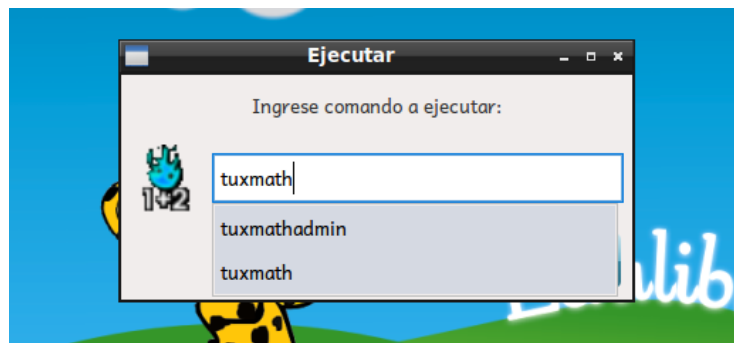 Ejecutar
Ingrese comando a ejecutar:
1+2
tuxmath
tuxmathadmin
tuxmath